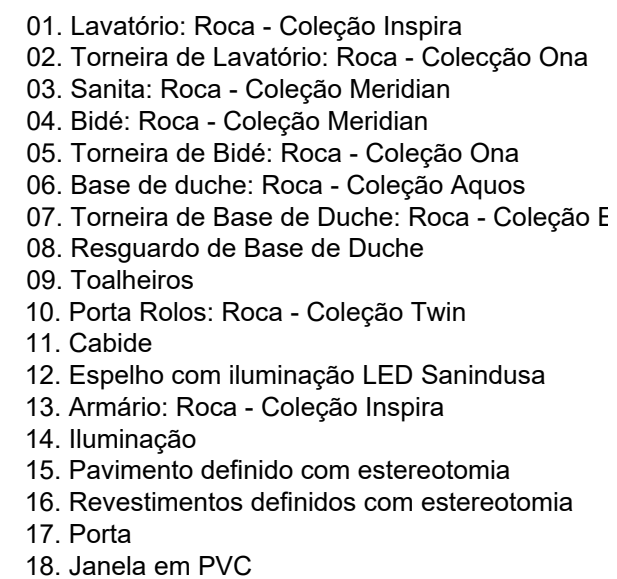 01. Lavatório: Roca - Coleção Inspira
02. Torneira de Lavatório: Roca - Colecção Ona
03. Sanita: Roca - Coleção Meridian
04. Bidé: Roca - Coleção Meridian
05. Torneira de Bidé: Roca - Coleção Ona
06. Base de duche: Roca - Coleção Aquos
07. Torneira de Base de Duche: Roca - Coleção
08. Resguardo de Base de Duche
09. Toalheiros
10. Porta Rolos: Roca - Coleção Twin
11. Cabide
12. Espelho com iluminação LED Sanindusa
13. Armário: Roca - Coleção Inspira
14. Iluminação
15. Pavimento definido com estereotomia
16. Revestimentos definidos com estereotomia
17. Porta
18. Janela em PVC